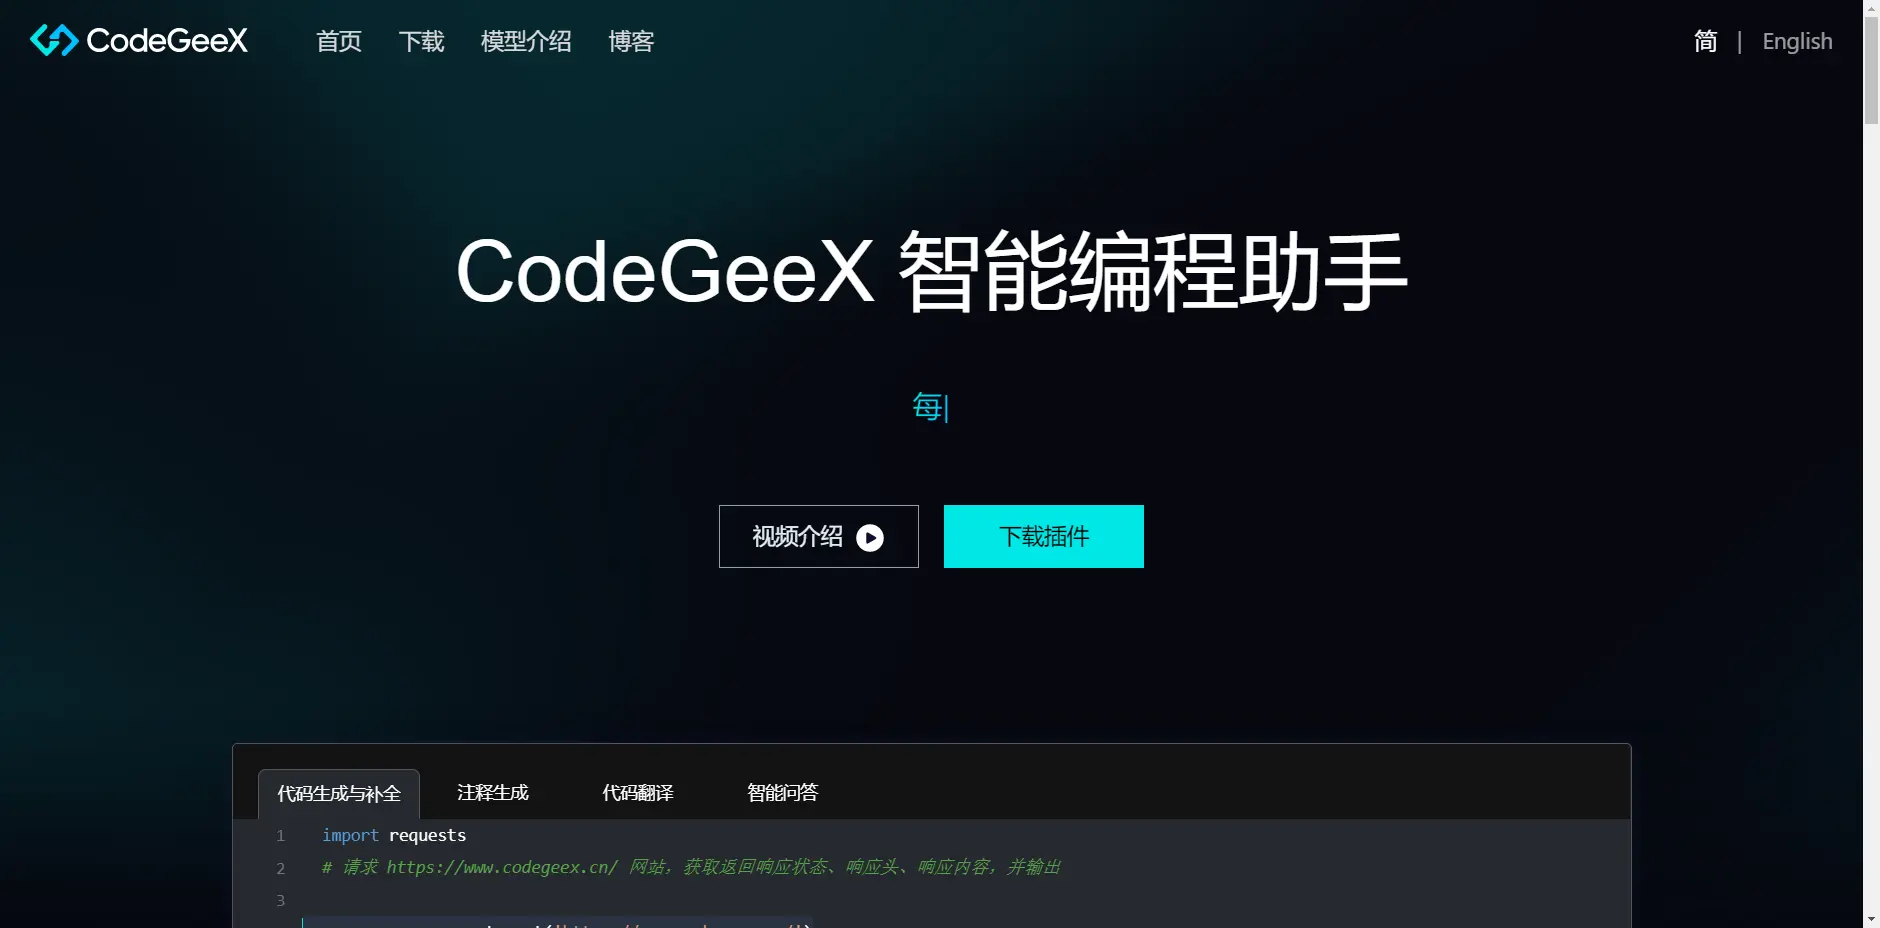 CodeGeeX 首页 下载 模型介绍 博客 简 | English
CodeGeeX 智能编程助手
每|
视频介绍 下载插件
代码生成与补全 注释生成 代码翻译 智能问答
1 import requests
2 # 请求 https://www.codegeex.cn/ 网站，获取返回响应状态、响应头、响应内容，并输出
3